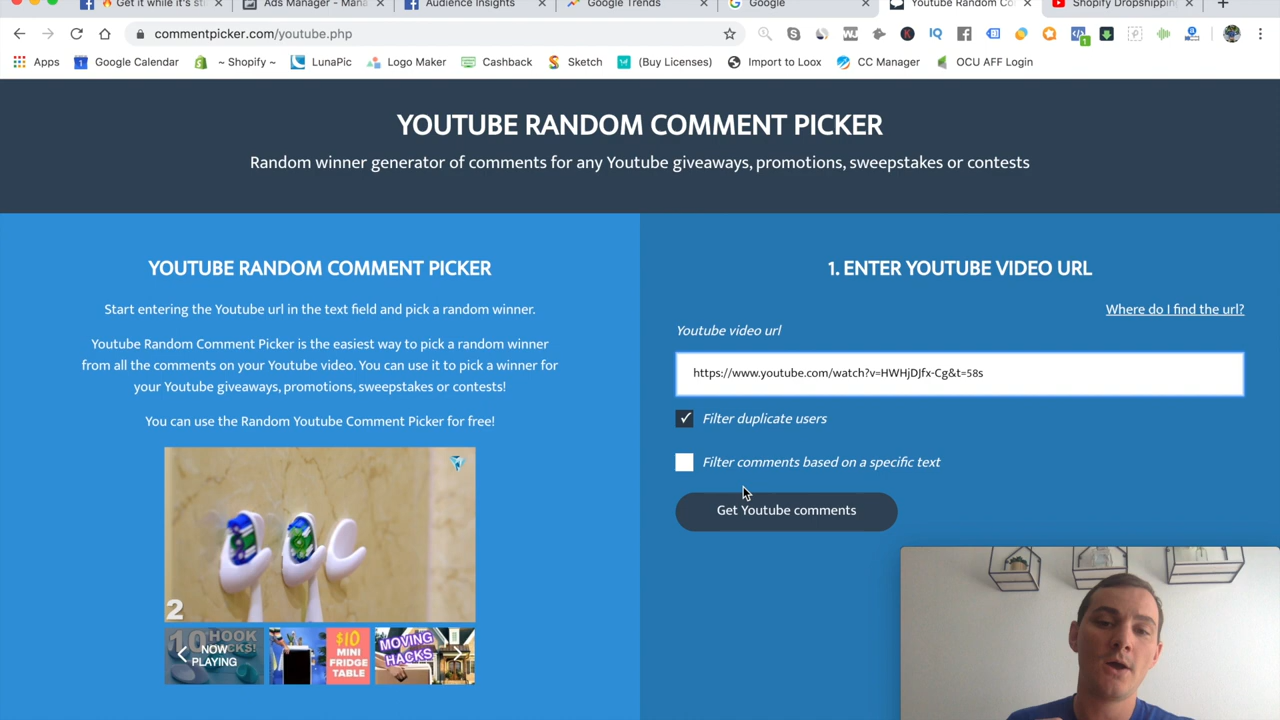 Get it while it's st
Ads Manager - Mana
Audience Insights
Google Trends
Google
Youtube Random Co
Shopify Dropshippin
commentpicker.com/youtube.php
Apps
Google Calendar
~ Shopify ~
LunaPic
Logo Maker
Cashback
Sketch
(Buy Licenses)
Import to Loox
CC Manager
OCU AFF Login
YOUTUBE RANDOM COMMENT PICKER
Random winner generator of comments for any Youtube giveaways, promotions, sweepstakes or contests
YOUTUBE RANDOM COMMENT PICKER
Start entering the Youtube url in the text field and pick a random winner.
Youtube Random Comment Picker is the easiest way to pick a random winner
from all the comments on your Youtube video. You can use it to pick a winner for
your Youtube giveaways, promotions, sweepstakes or contests!
You can use the Random Youtube Comment Picker for free!
2
10 HOOK
HACKS!
NOW
PLAYING
$10
MINI
FRIDGE
TABLE
MOVING
HACKS
1. ENTER YOUTUBE VIDEO URL
Where do I find the url?
Youtube video url
https://www.youtube.com/watch?v=HWHjDJfx-Cg&t=58s
Filter duplicate users
Filter comments based on a specific text
Get Youtube comments